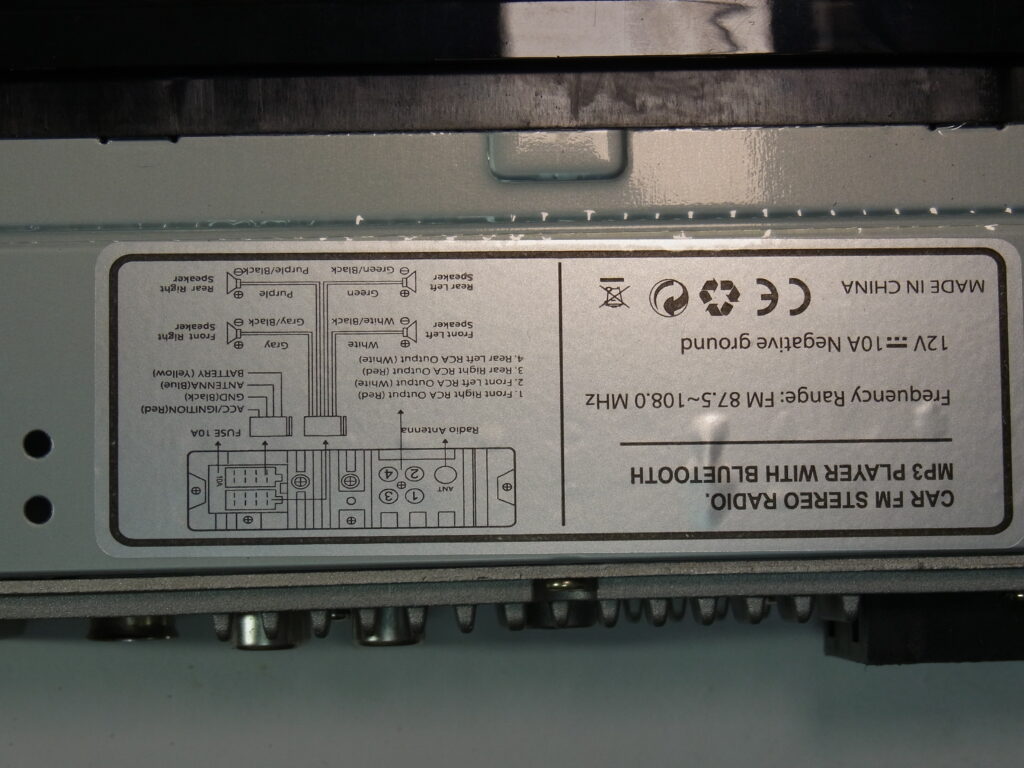 CAR FM STEREO RADIO.
MP3 PLAYER WITH BLUETOOTH
Frequency Range: FM 87.5~108.0 MHz
12V 10A Negative ground
MADE IN CHINA
CE
ANT
1
2
3
4
10A
Radio Antenna
FUSE 10A
1. Front Right RCA Output (Red)
2. Front Left RCA Output (White)
3. Rear Right RCA Output (Red)
4. Rear Left RCA Output (White)
ACC/IGNITION(Red)
GND(Black)
ANTENNA(Blue)
BATTERY (Yellow)
Front Left
Speaker
White
White/Black
Gray
Gray/Black
Front Right
Speaker
Rear Left
Speaker
Green
Green/Black
Purple
Purple/Black
Rear Right
Speaker